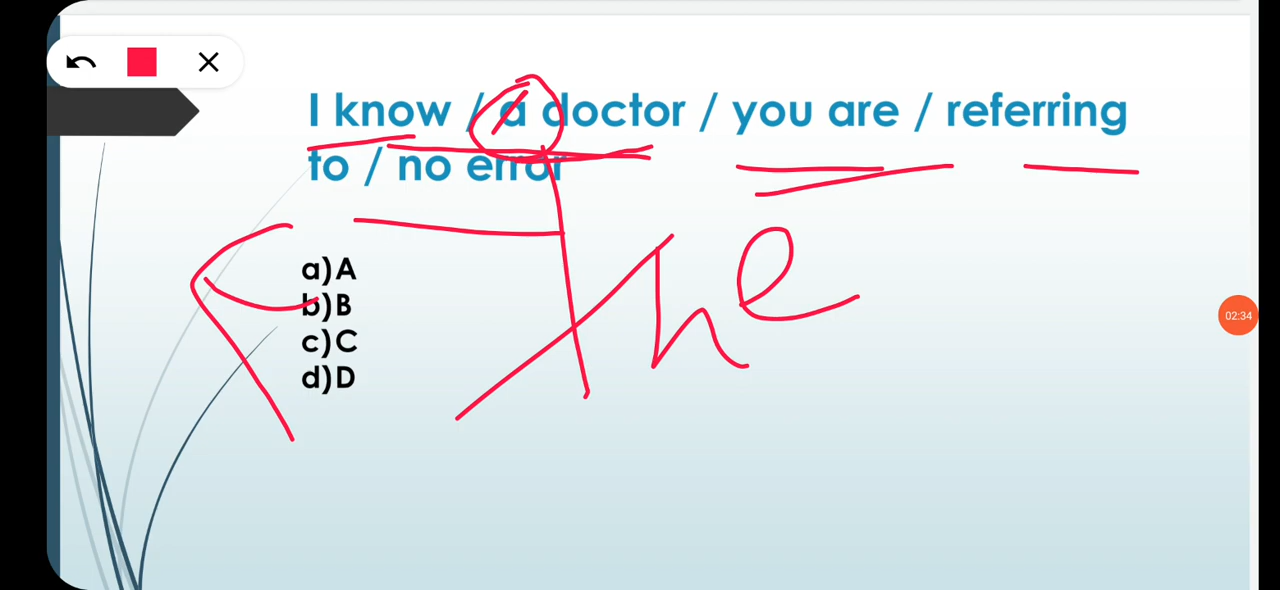 I know / a doctor / you are / referring
to / no error
a) A
b) B
c) C
d) D
the
02:34